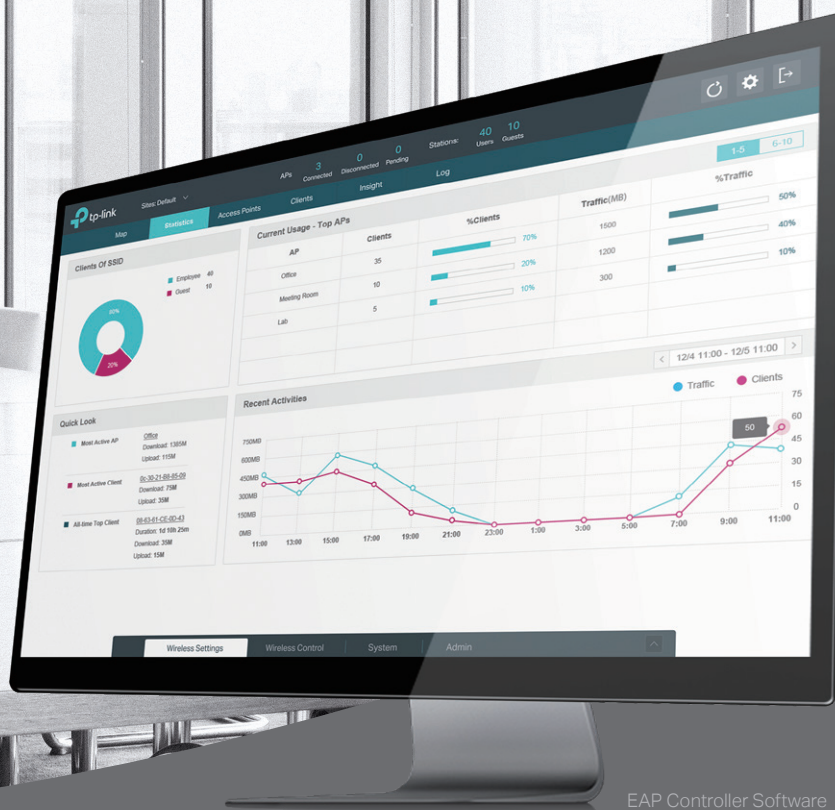 tp-link
Sites: Default
APs 3 Connected 0 Disconnected 0 Pending
Stations: 40 Users 10 Guests
Map Statistics Access Points Clients Insight Log
Clients Of SSID
Employee 40
Guest 10
80%
20%
Current Usage - Top APs
1-5 6-10
AP Clients %Clients Traffic(MB) %Traffic
Office 35 70% 1500 50%
Meeting Room 10 20% 1200 40%
Lab 5 10% 300 10%
Quick Look
Most Active AP Office
Download: 1385M
Upload: 115M
Most Active Client 0c-30-21-B8-85-09
Download: 75M
Upload: 35M
All-time Top Client 08-63-61-CE-0D-43
Duration: 1d 18h 25m
Download: 35M
Upload: 15M
Recent Activities
< 12/4 11:00 - 12/5 11:00 >
Traffic Clients
750MB
600MB
450MB
300MB
150MB
0MB
50
75
60
45
30
15
0
11:00 13:00 15:00 17:00 19:00 21:00 23:00 1:00 3:00 5:00 7:00 9:00 11:00
Wireless Settings Wireless Control System Admin
EAP Controller Software